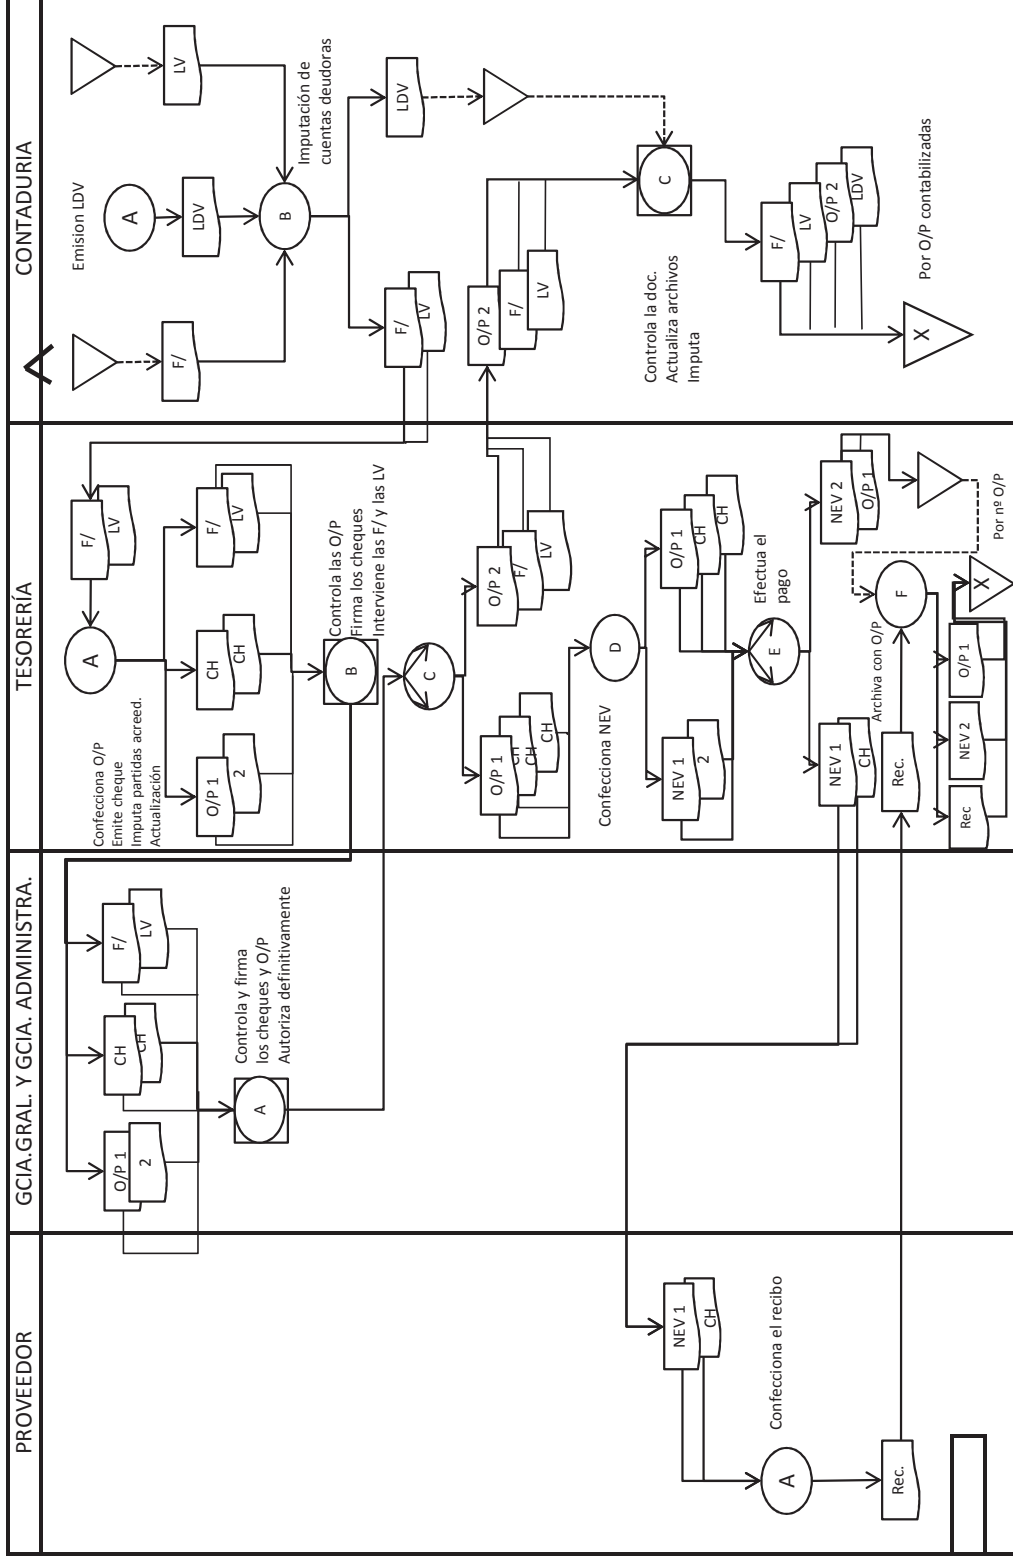 PROVEEDOR
GCIA.GRAL. Y GCIA. ADMINISTRA.
TESORERÍA
CONTADURIA
NEV 1
CH
A
Confecciona el recibo
Rec.
O/P 1
2
CH
CH
F/
LV
A
Controla y firma
los cheques y O/P
Autoriza definitivamente
F/
LV
A
Confecciona O/P
Emite cheque
Imputa partidas acreed.
Actualización
O/P 1
2
CH
CH
F/
LV
B
Controla las O/P
Firma los cheques
Interviene las F/ y las LV
C
O/P 1
CH
CH
CH
O/P 2
F/
LV
D
Confecciona NEV
NEV 1
2
O/P 1
CH
CH
E
Efectua el
pago
NEV 1
CH
NEV 2
O/P 1
Archiva con O/P
Rec.
F
Por nº O/P
Rec
NEV 2
O/P 1
X
Emision LDV
F/
A
LDV
LV
B
Imputación de
cuentas deudoras
F/
LV
LDV
O/P 2
F/
LV
C
Controla la doc.
Actualiza archivos
Imputa
F/
LV
O/P 2
LDV
X
Por O/P contabilizadas